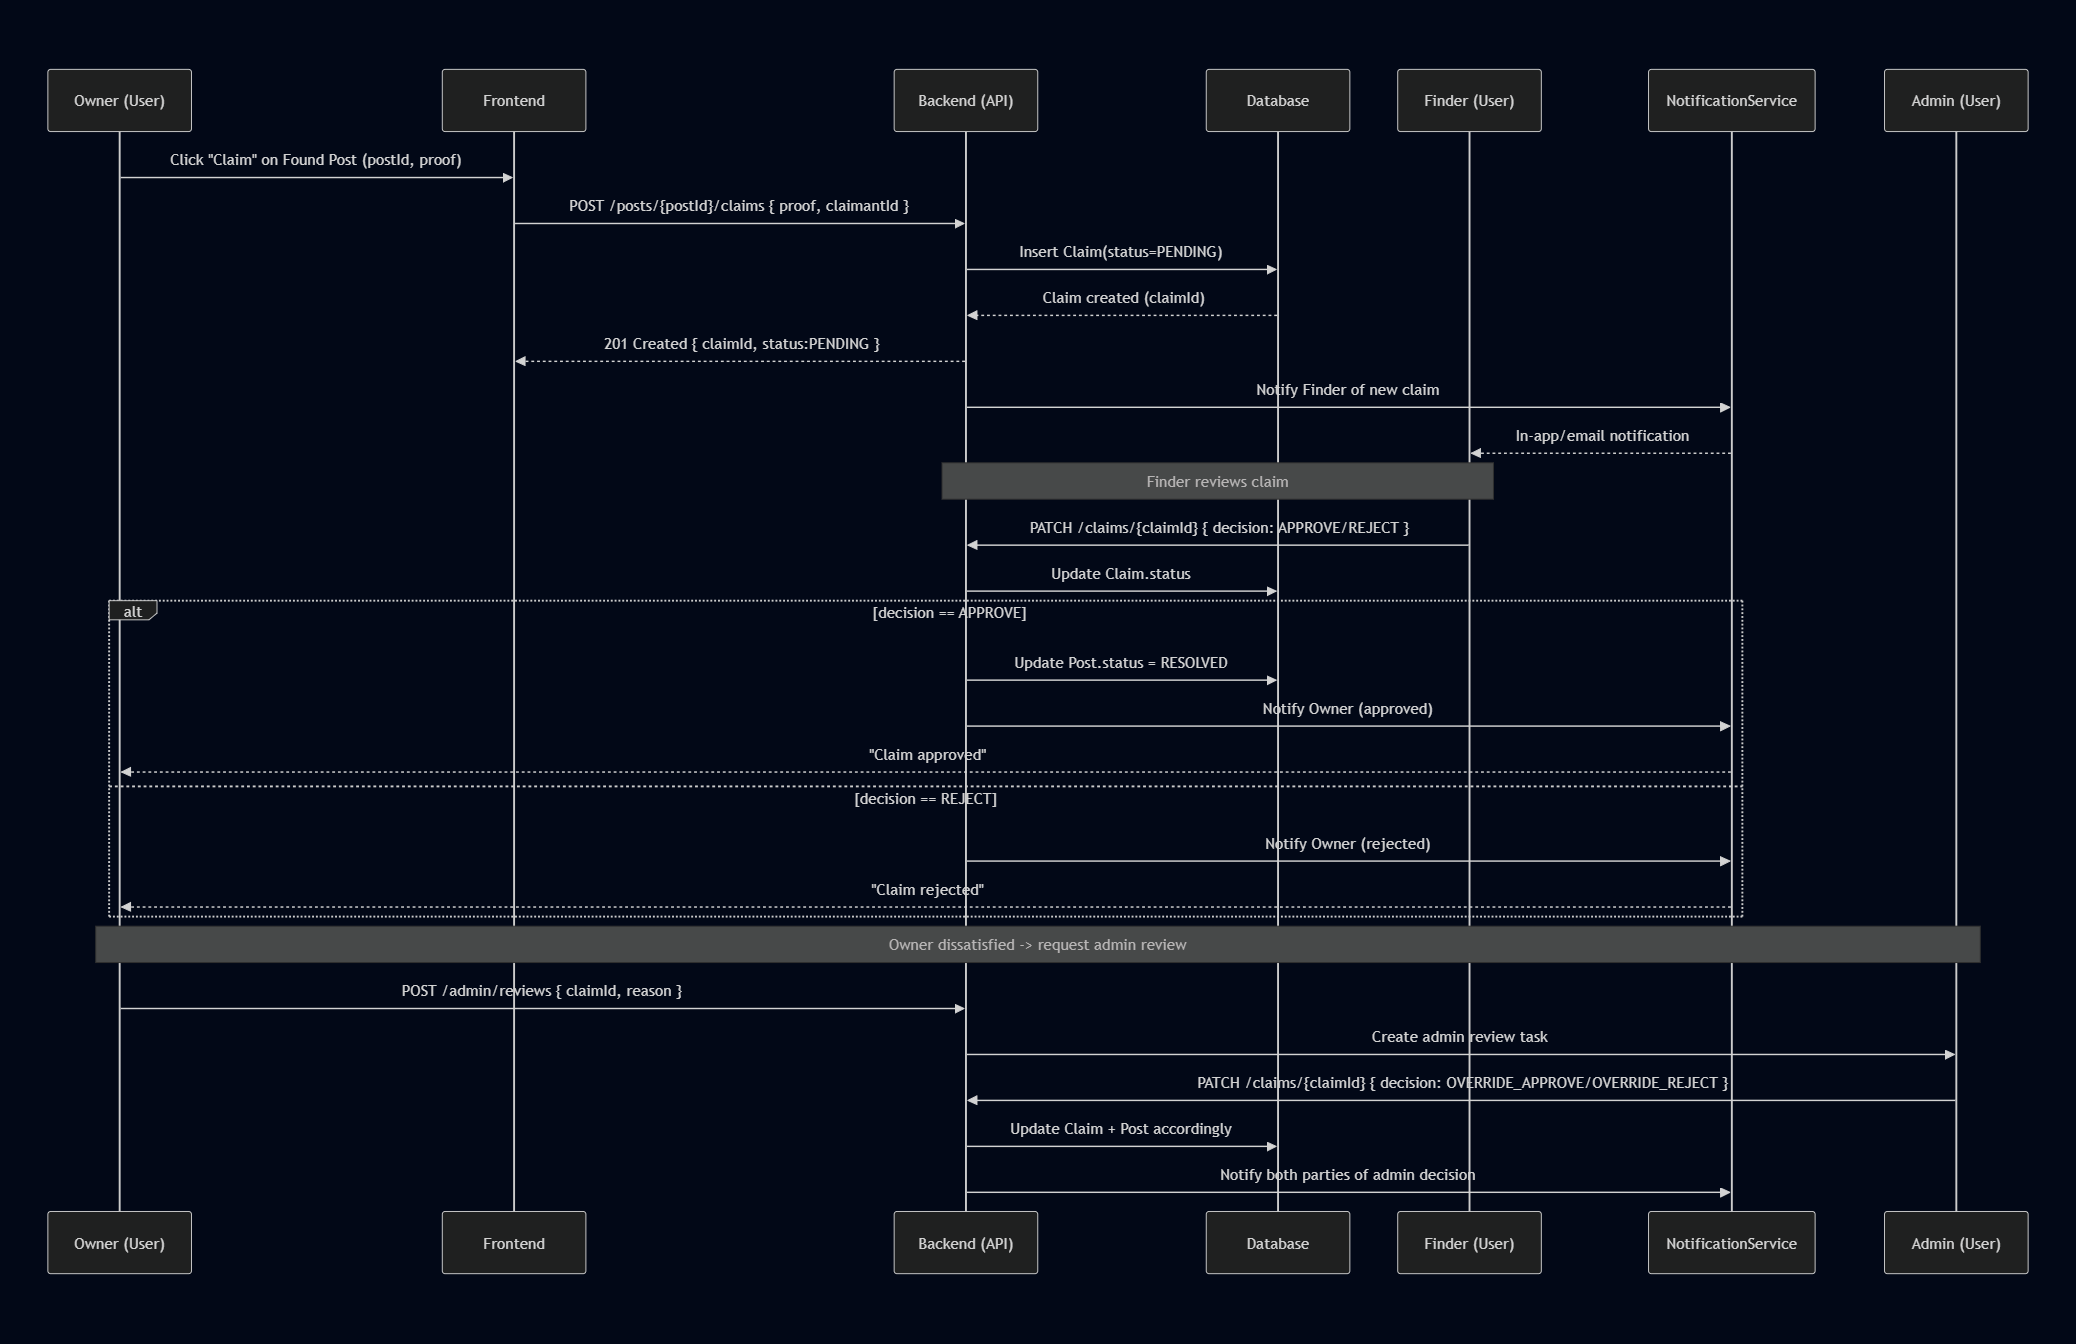 Owner (User)
Frontend
Backend (API)
Database
Finder (User)
NotificationService
Admin (User)
Click "Claim" on Found Post (postId, proof)
POST /posts/{postId}/claims { proof, claimantId }
Insert Claim(status=PENDING)
Claim created (claimId)
201 Created { claimId, status:PENDING }
Notify Finder of new claim
In-app/email notification
Finder reviews claim
PATCH /claims/{claimId} { decision: APPROVE/REJECT }
Update Claim.status
alt
[decision == APPROVE]
Update Post.status = RESOLVED
Notify Owner (approved)
"Claim approved"
[decision == REJECT]
Notify Owner (rejected)
"Claim rejected"
Owner dissatisfied -> request admin review
POST /admin/reviews { claimId, reason }
Create admin review task
PATCH /claims/{claimId} { decision: OVERRIDE_APPROVE/OVERRIDE_REJECT }
Update Claim + Post accordingly
Notify both parties of admin decision
Owner (User)
Frontend
Backend (API)
Database
Finder (User)
NotificationService
Admin (User)